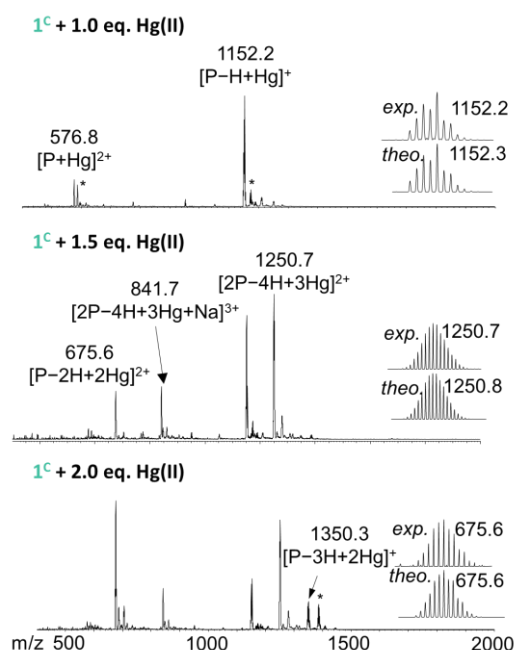 1ᶜ + 1.0 eq. Hg(II)
1152.2
[P−H+Hg]⁺
576.8
[P+Hg]²⁺
*
*
exp. 1152.2
theo. 1152.3
1ᶜ + 1.5 eq. Hg(II)
1250.7
[2P−4H+3Hg]²⁺
841.7
[2P−4H+3Hg+Na]³⁺
675.6
[P−2H+2Hg]²⁺
exp. 1250.7
theo. 1250.8
1ᶜ + 2.0 eq. Hg(II)
1350.3
[P−3H+2Hg]⁺
*
exp. 675.6
theo. 675.6
m/z 500 1000 1500 2000